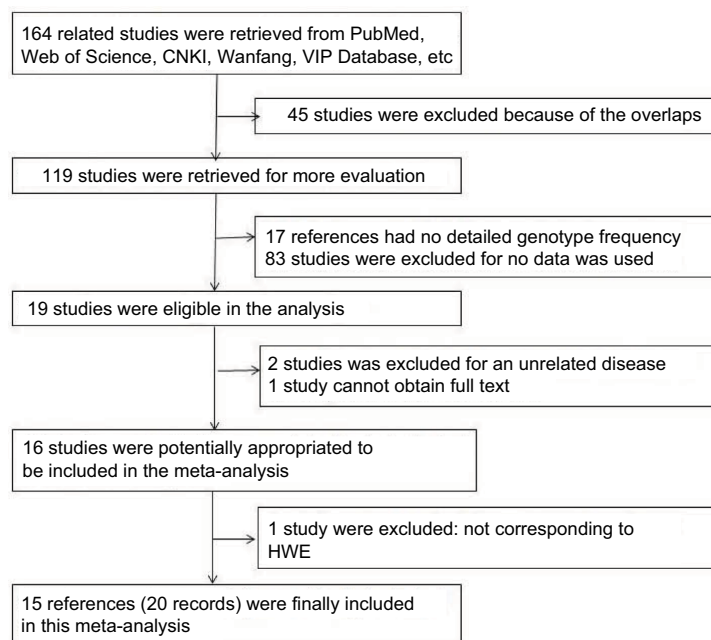 164 related studies were retrieved from PubMed,
Web of Science, CNKI, Wanfang, VIP Database, etc
45 studies were excluded because of the overlaps
119 studies were retrieved for more evaluation
17 references had no detailed genotype frequency
83 studies were excluded for no data was used
19 studies were eligible in the analysis
2 studies was excluded for an unrelated disease
1 study cannot obtain full text
16 studies were potentially appropriated to
be included in the meta-analysis
1 study were excluded: not corresponding to
HWE
15 references (20 records) were finally included
in this meta-analysis